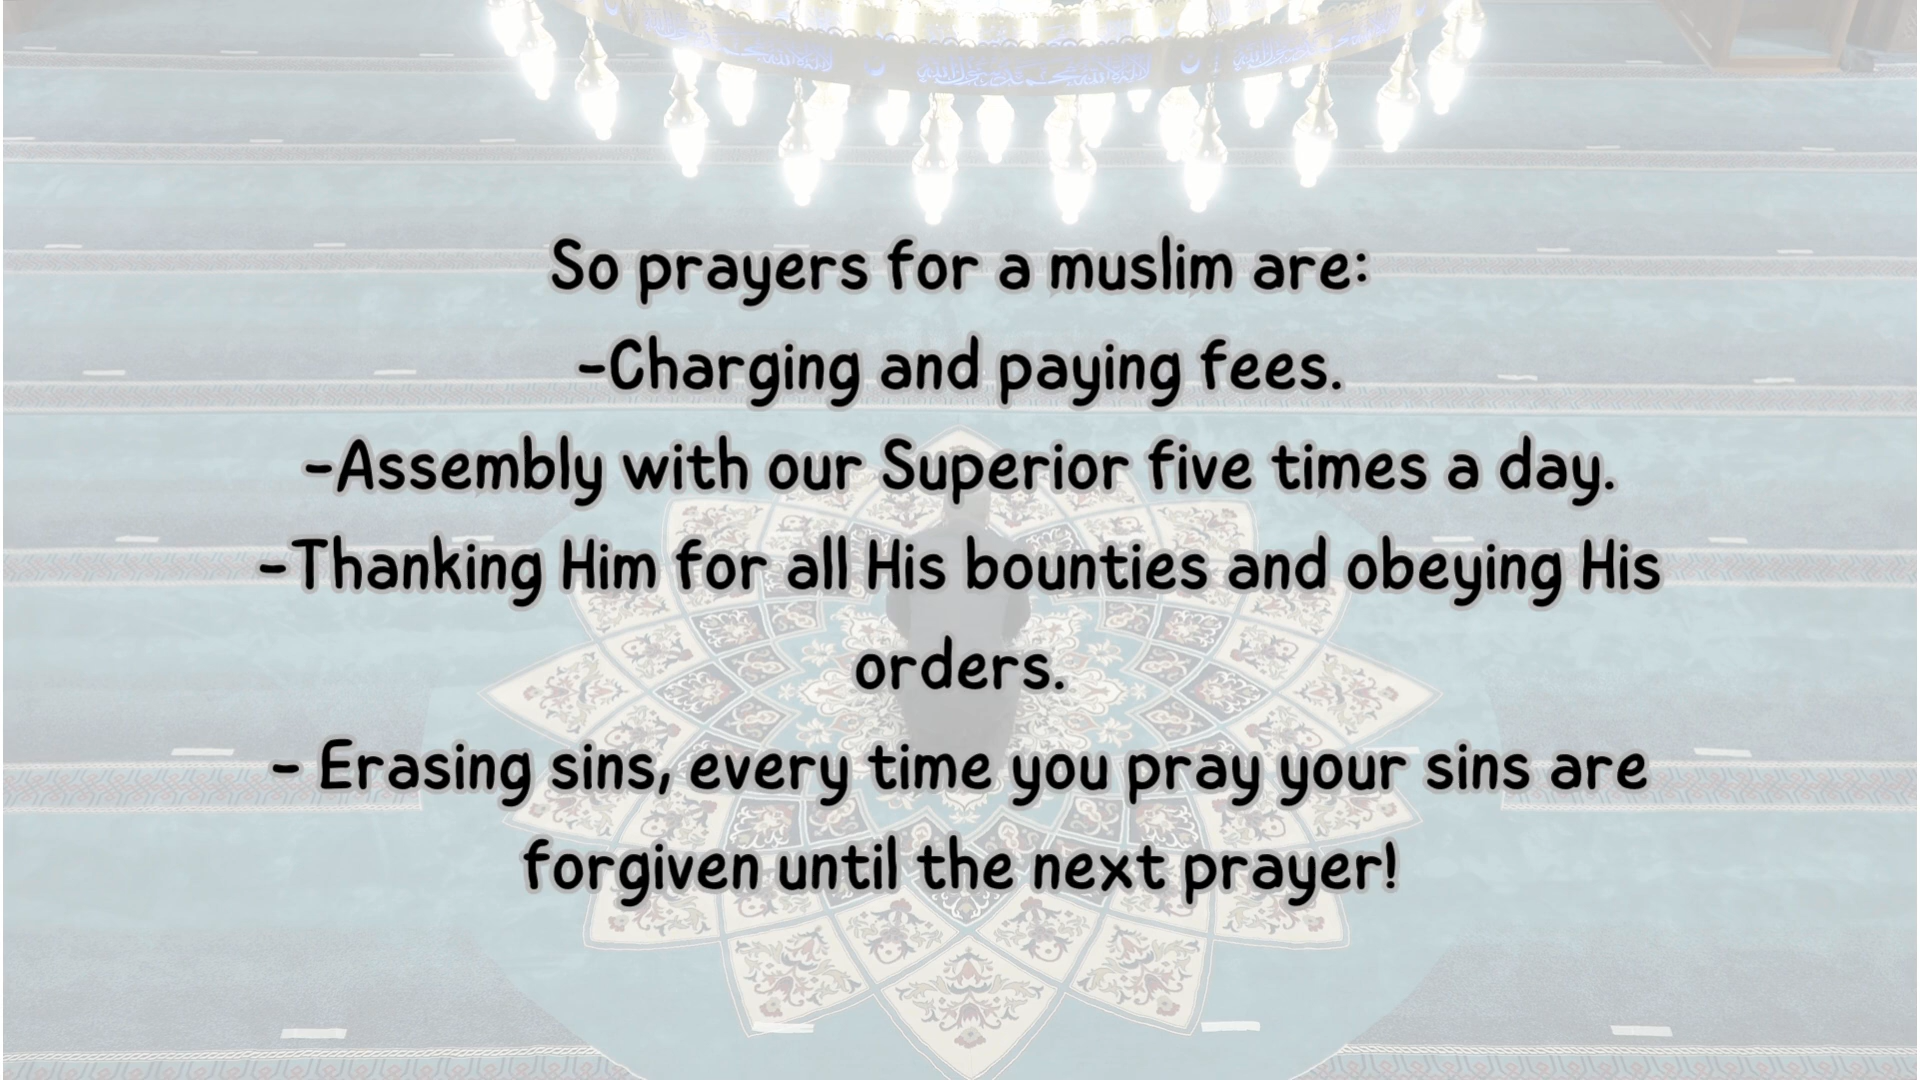 So prayers for a muslim are:
-Charging and paying fees.
-Assembly with our Superior five times a day.
-Thanking Him for all His bounties and obeying His
orders.
- Erasing sins, every time you pray your sins are
forgiven until the next prayer!